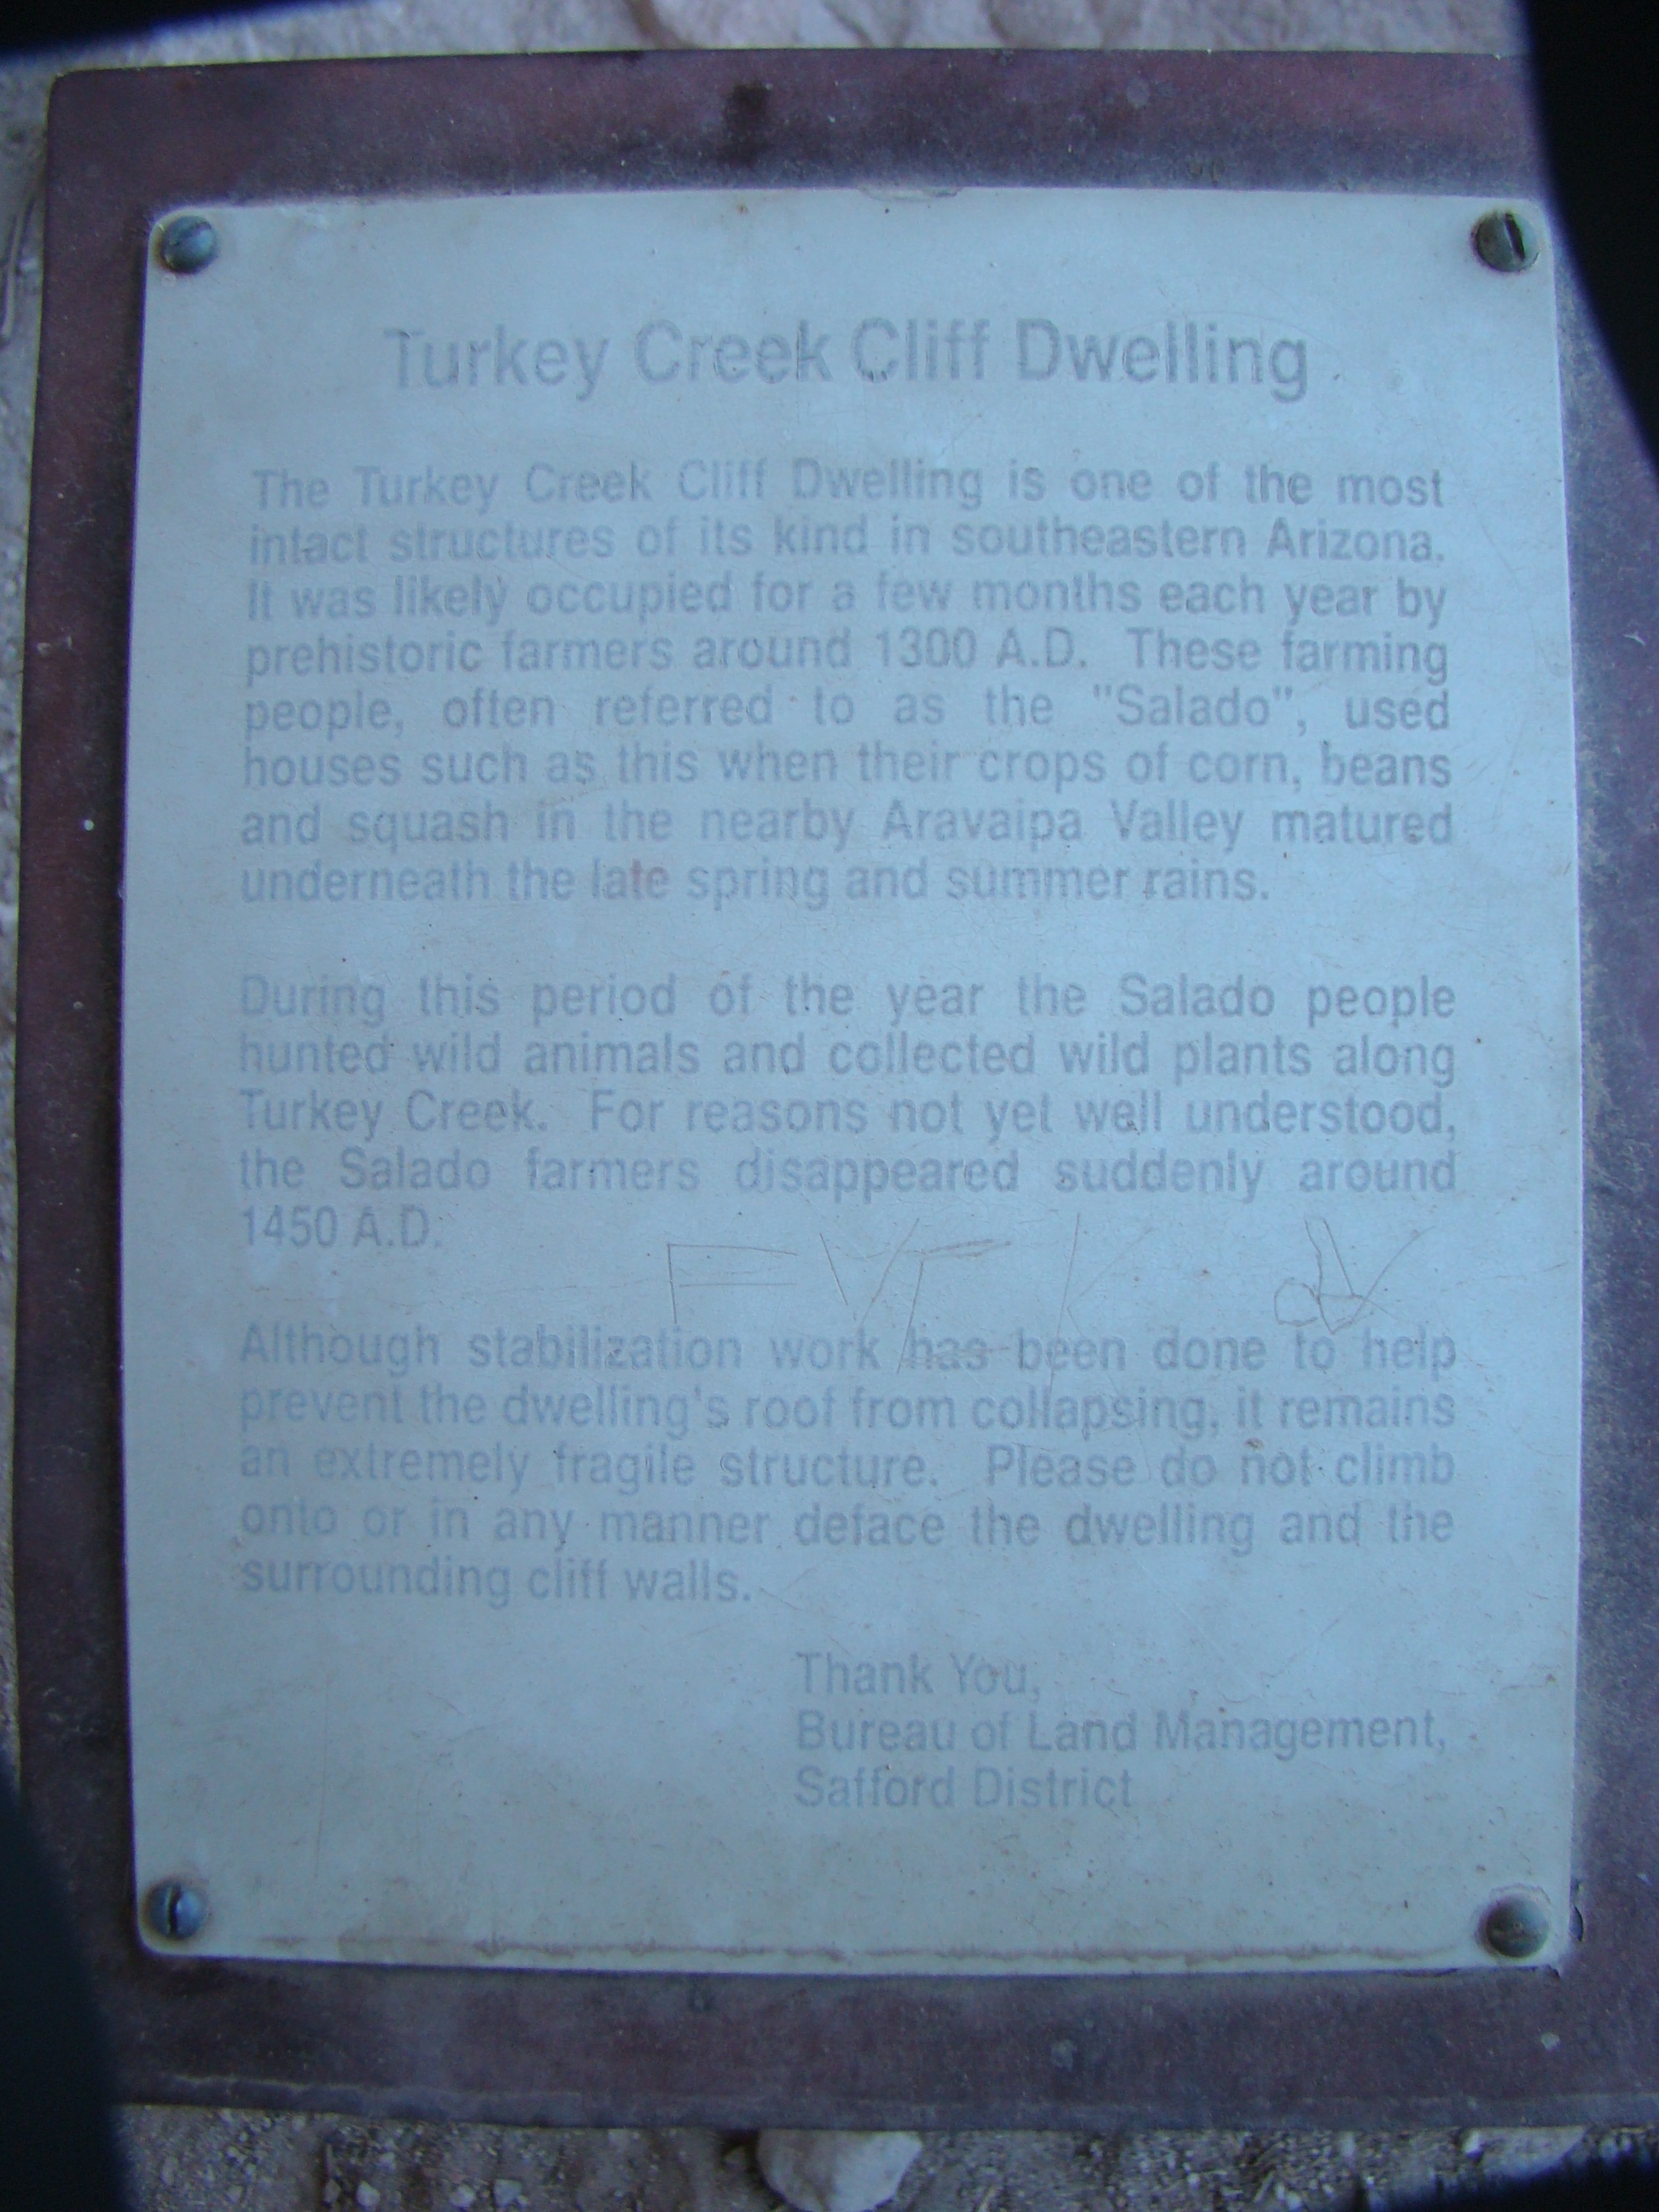 Turkey Creek Cliff Dwelling
The Turkey Creek Cliff Dwelling is one of the most
intact structures of its kind in southeastern Arizona.
It was likely occupied for a few months each year by
prehistoric farmers around 1300 A.D. These farming
people, often referred to as the "Salado", used
houses such as this when their crops of corn, beans
and squash in the nearby Aravaipa Valley matured
underneath the late spring and summer rains.
During this period of the year the Salado people
hunted wild animals and collected wild plants along
Turkey Creek. For reasons not yet well understood,
the Salado farmers disappeared suddenly around
1450 A.D.
Although stabilization work has been done to help
prevent the dwelling's roof from collapsing, it remains
an extremely fragile structure. Please do not climb
onto or in any manner deface the dwelling and the
surrounding cliff walls.
Thank You,
Bureau of Land Management,
Safford District